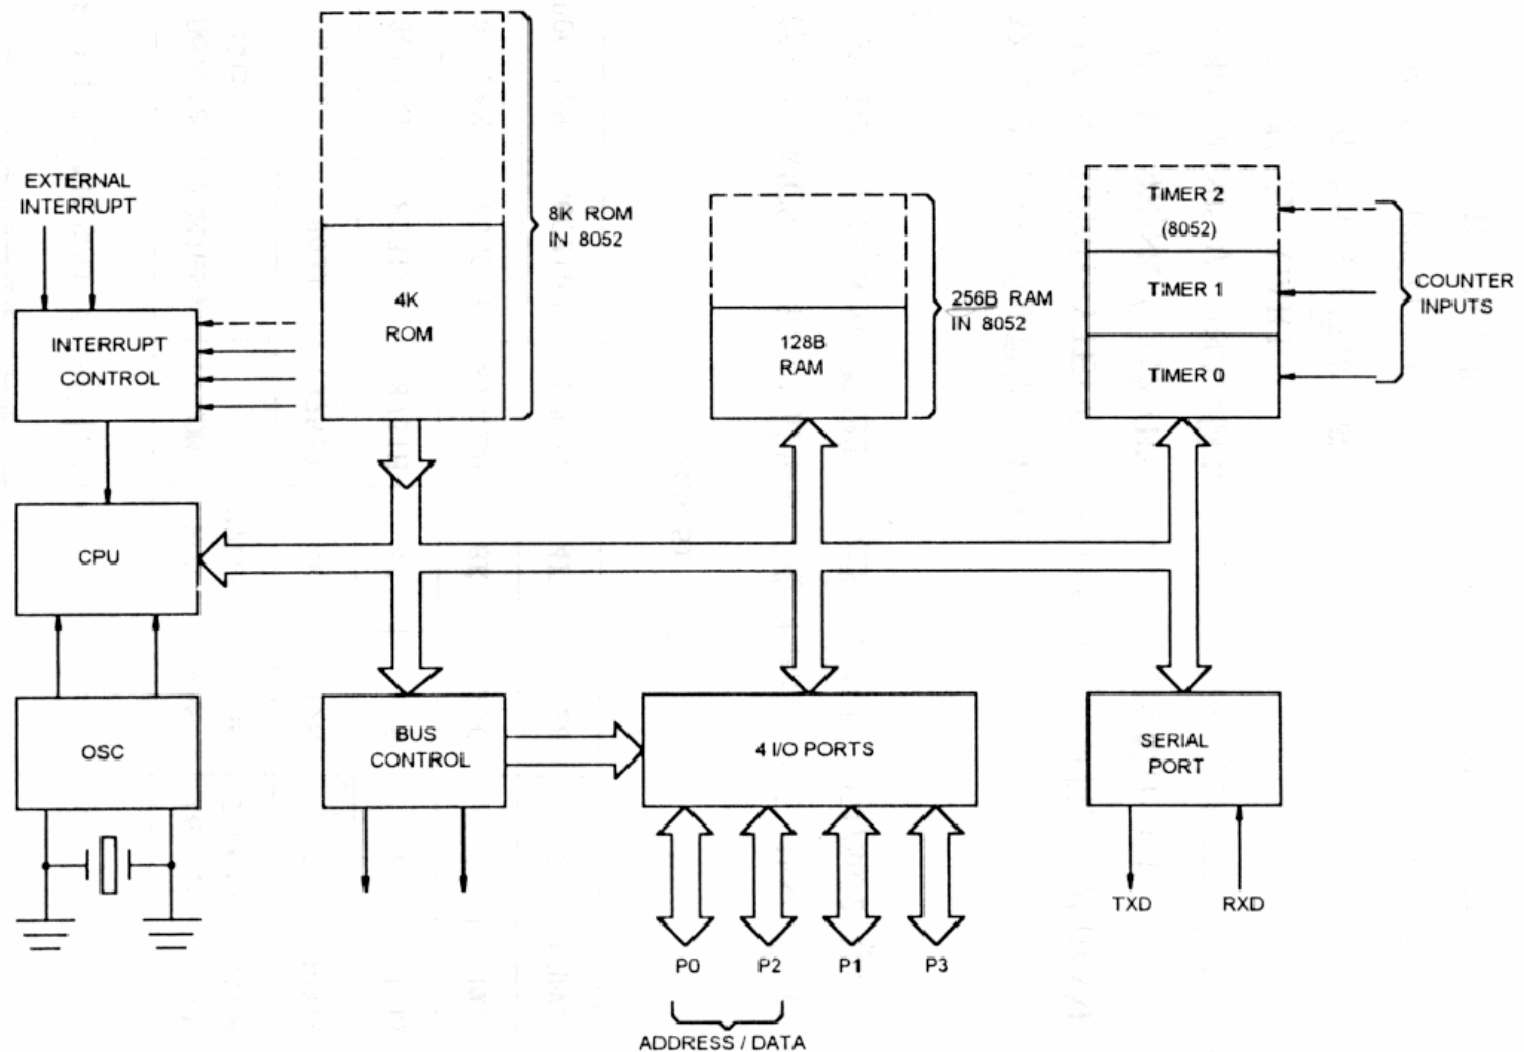 EXTERNAL
INTERRUPT
INTERRUPT
CONTROL
CPU
OSC
8K ROM
IN 8052
4K
ROM
BUS
CONTROL
256B RAM
IN 8052
128B
RAM
4 I/O PORTS
P0
P2
P1
P3
ADDRESS / DATA
TIMER 2
(8052)
TIMER 1
TIMER 0
COUNTER
INPUTS
SERIAL
PORT
TXD
RXD